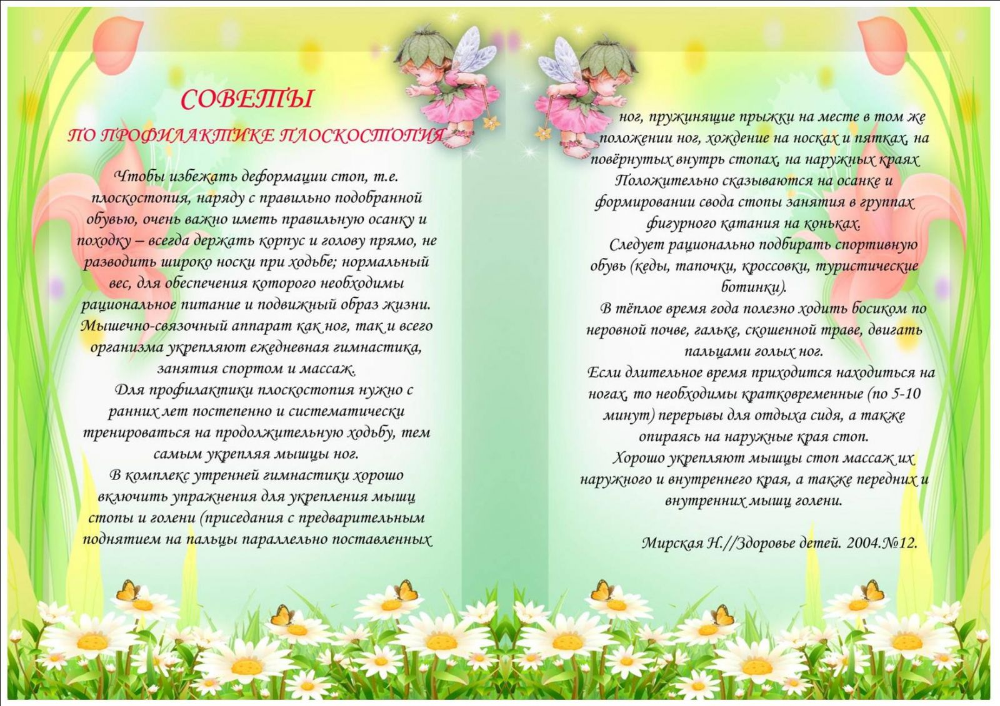 СОВЕТЫ
ПО ПРОФИЛАКТИКЕ ПЛОСКОСТОПИЯ
Чтобы избежать деформации стоп, т.е.
плоскостопия, наряду с правильно подобранной
обувью, очень важно иметь правильную осанку и
походку – всегда держать корпус и голову прямо, не
разводить широко носки при ходьбе; нормальный
вес, для обеспечения которого необходимы
рациональное питание и подвижный образ жизни.
Мышечно-связочный аппарат как ног, так и всего
организма укрепляют ежедневная гимнастика,
занятия спортом и массаж.
Для профилактики плоскостопия нужно с
ранних лет постепенно и систематически
тренироваться на продолжительную ходьбу, тем
самым укрепляя мышцы ног.
В комплекс утренней гимнастики хорошо
включить упражнения для укрепления мышц
стопы и голени (приседания с предварительным
поднятием на пальцы параллельно поставленных
ног, пружинящие прыжки на месте в том же
положении ног, хождение на носках и пятках, на
повёрнутых внутрь стопах, на наружных краях
Положительно сказываются на осанке и
формировании свода стопы занятия в группах
фигурного катания на коньках.
Следует рационально подбирать спортивную
обувь (кеды, тапочки, кроссовки, туристические
ботинки).
В тёплое время года полезно ходить босиком по
неровной почве, гальке, скошенной траве, двигать
пальцами голых ног.
Если длительное время приходится находиться на
ногах, то необходимы кратковременные (по 5-10
минут) перерывы для отдыха сидя, а также
опираясь на наружные края стоп.
Хорошо укрепляют мышцы стоп массаж их
наружного и внутреннего края, а также передних и
внутренних мышц голени.
Мирская Н.//Здоровье детей. 2004.№12.